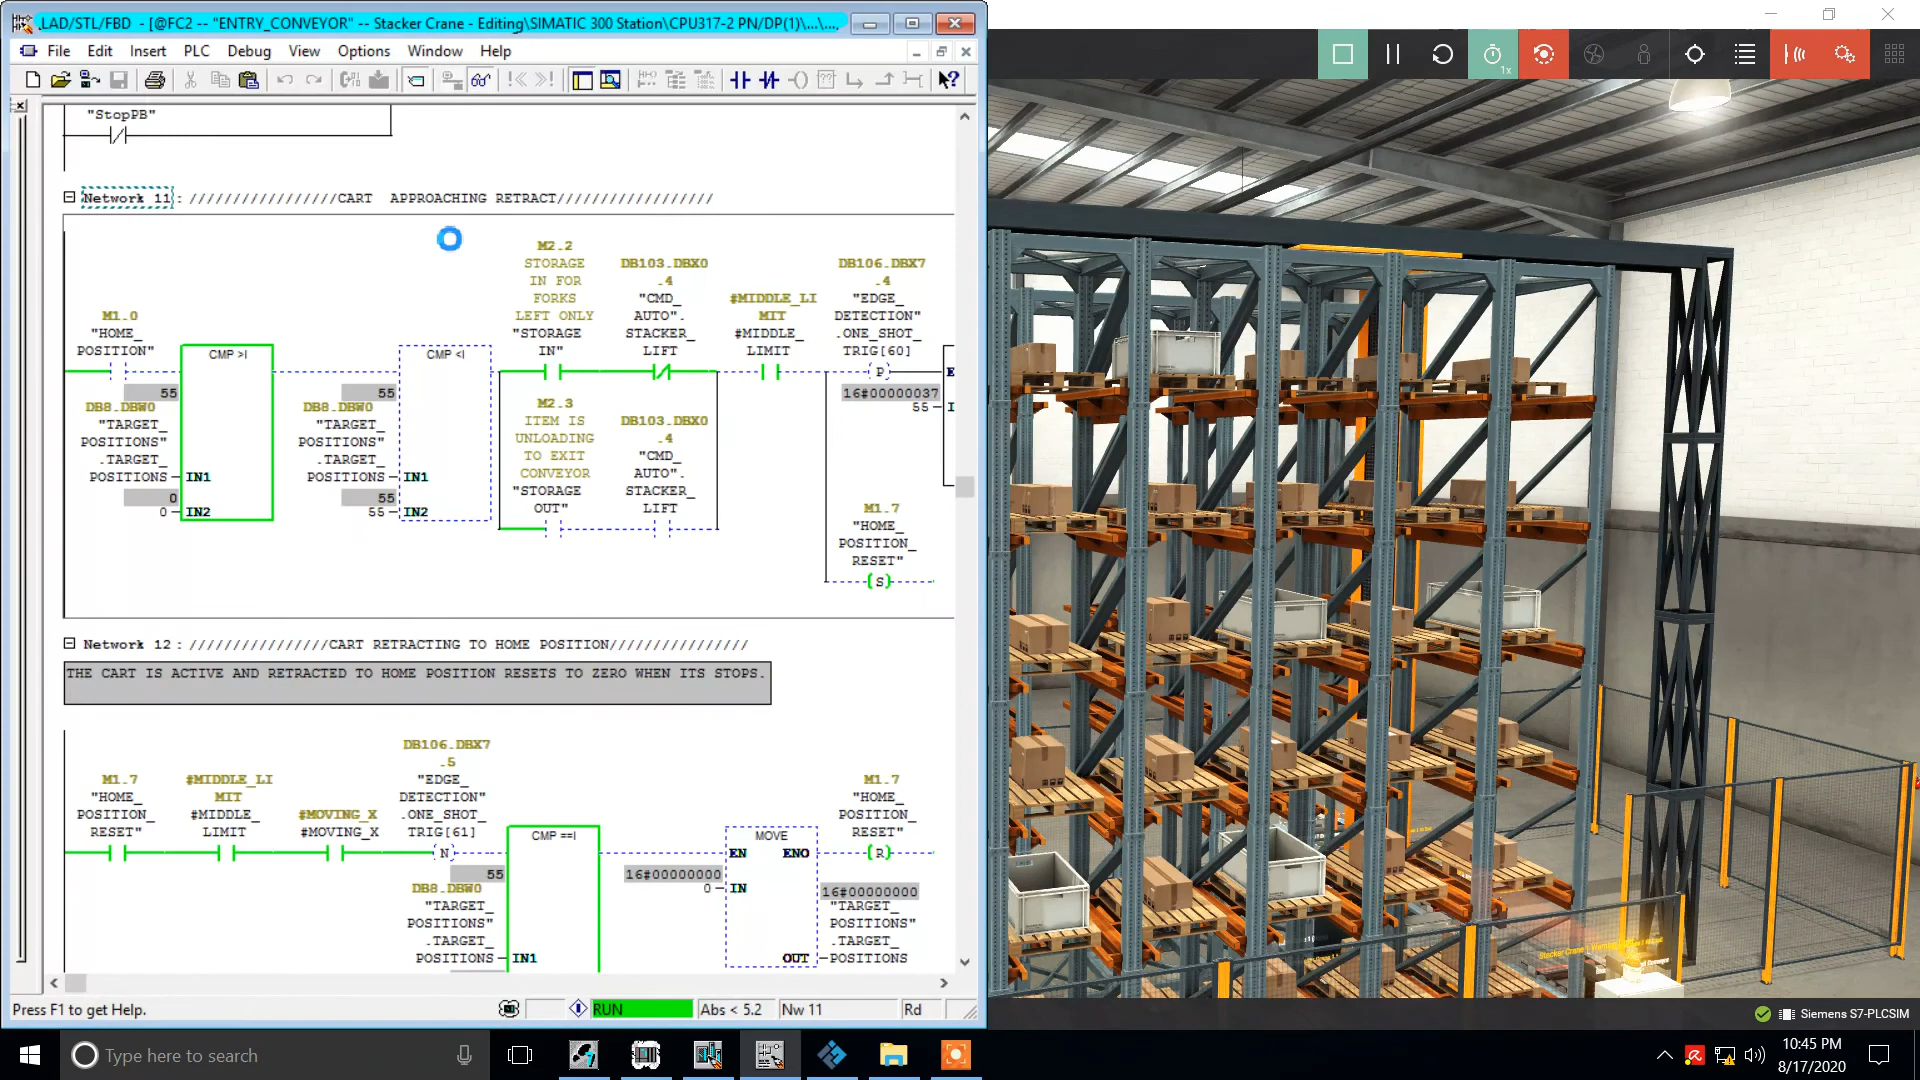 LAD/STL/FBD - [@FC2 -- "ENTRY_CONVEYOR" -- Stacker Crane - Editing\SIMATIC 300 Station\CPU317-2 PN/DP(1)\...\...,
File Edit Insert PLC Debug View Options Window Help
1x
"StopPB"
Network 11 : /////////////////CART APPROACHING RETRACT//////////////////
M2.2
STORAGE
IN FOR
FORKS
LEFT ONLY
"STORAGE
IN"
DB103.DBX0
.4
"CMD_
AUTO".
STACKER_
LIFT
#MIDDLE_LI
MIT
#MIDDLE_
LIMIT
DB106.DBX7
.4
"EDGE_
DETECTION"
.ONE_SHOT_
TRIG[60]
P
16#00000037
55
M1.0
"HOME_
POSITION"
CMP >I
CMP <I
55
DB8.DBW0
"TARGET_
POSITIONS"
.TARGET_
POSITIONS
IN1
0
0
IN2
55
DB8.DBW0
"TARGET_
POSITIONS"
.TARGET_
POSITIONS
IN1
55
55
IN2
M2.3
ITEM IS
UNLOADING
TO EXIT
CONVEYOR
"STORAGE
OUT"
DB103.DBX0
.4
"CMD_
AUTO".
STACKER_
LIFT
M1.7
"HOME_
POSITION_
RESET"
S
Network 12 : ////////////////CART RETRACTING TO HOME POSITION////////////////
THE CART IS ACTIVE AND RETRACTED TO HOME POSITION RESETS TO ZERO WHEN ITS STOPS.
M1.7
"HOME_
POSITION_
RESET"
#MIDDLE_LI
MIT
#MIDDLE_
LIMIT
#MOVING_X
#MOVING_X
DB106.DBX7
.5
"EDGE_
DETECTION"
.ONE_SHOT_
TRIG[61]
N
CMP ==I
55
DB8.DBW0
"TARGET_
POSITIONS"
.TARGET_
POSITIONS
IN1
MOVE
EN ENO
16#00000000
0
IN
OUT
16#00000000
"TARGET_
POSITIONS"
.TARGET_
POSITIONS
M1.7
"HOME_
POSITION_
RESET"
R
Press F1 to get Help.
RUN
Abs < 5.2
Nw 11
Rd
Siemens S7-PLCSIM
Type here to search
10:45 PM
8/17/2020